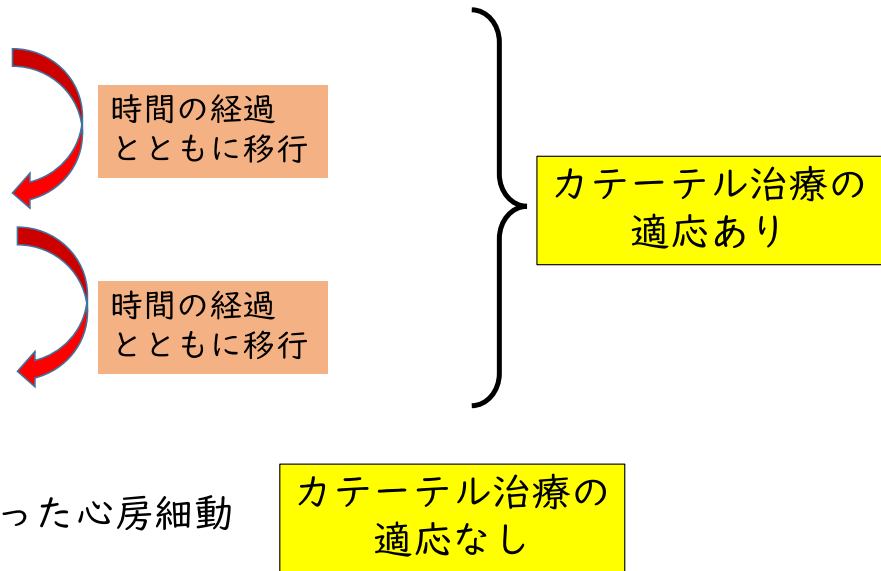 時間の経過
とともに移行
カテーテル治療の
適応あり
時間の経過
とともに移行
った心房細動
カテーテル治療の
適応なし